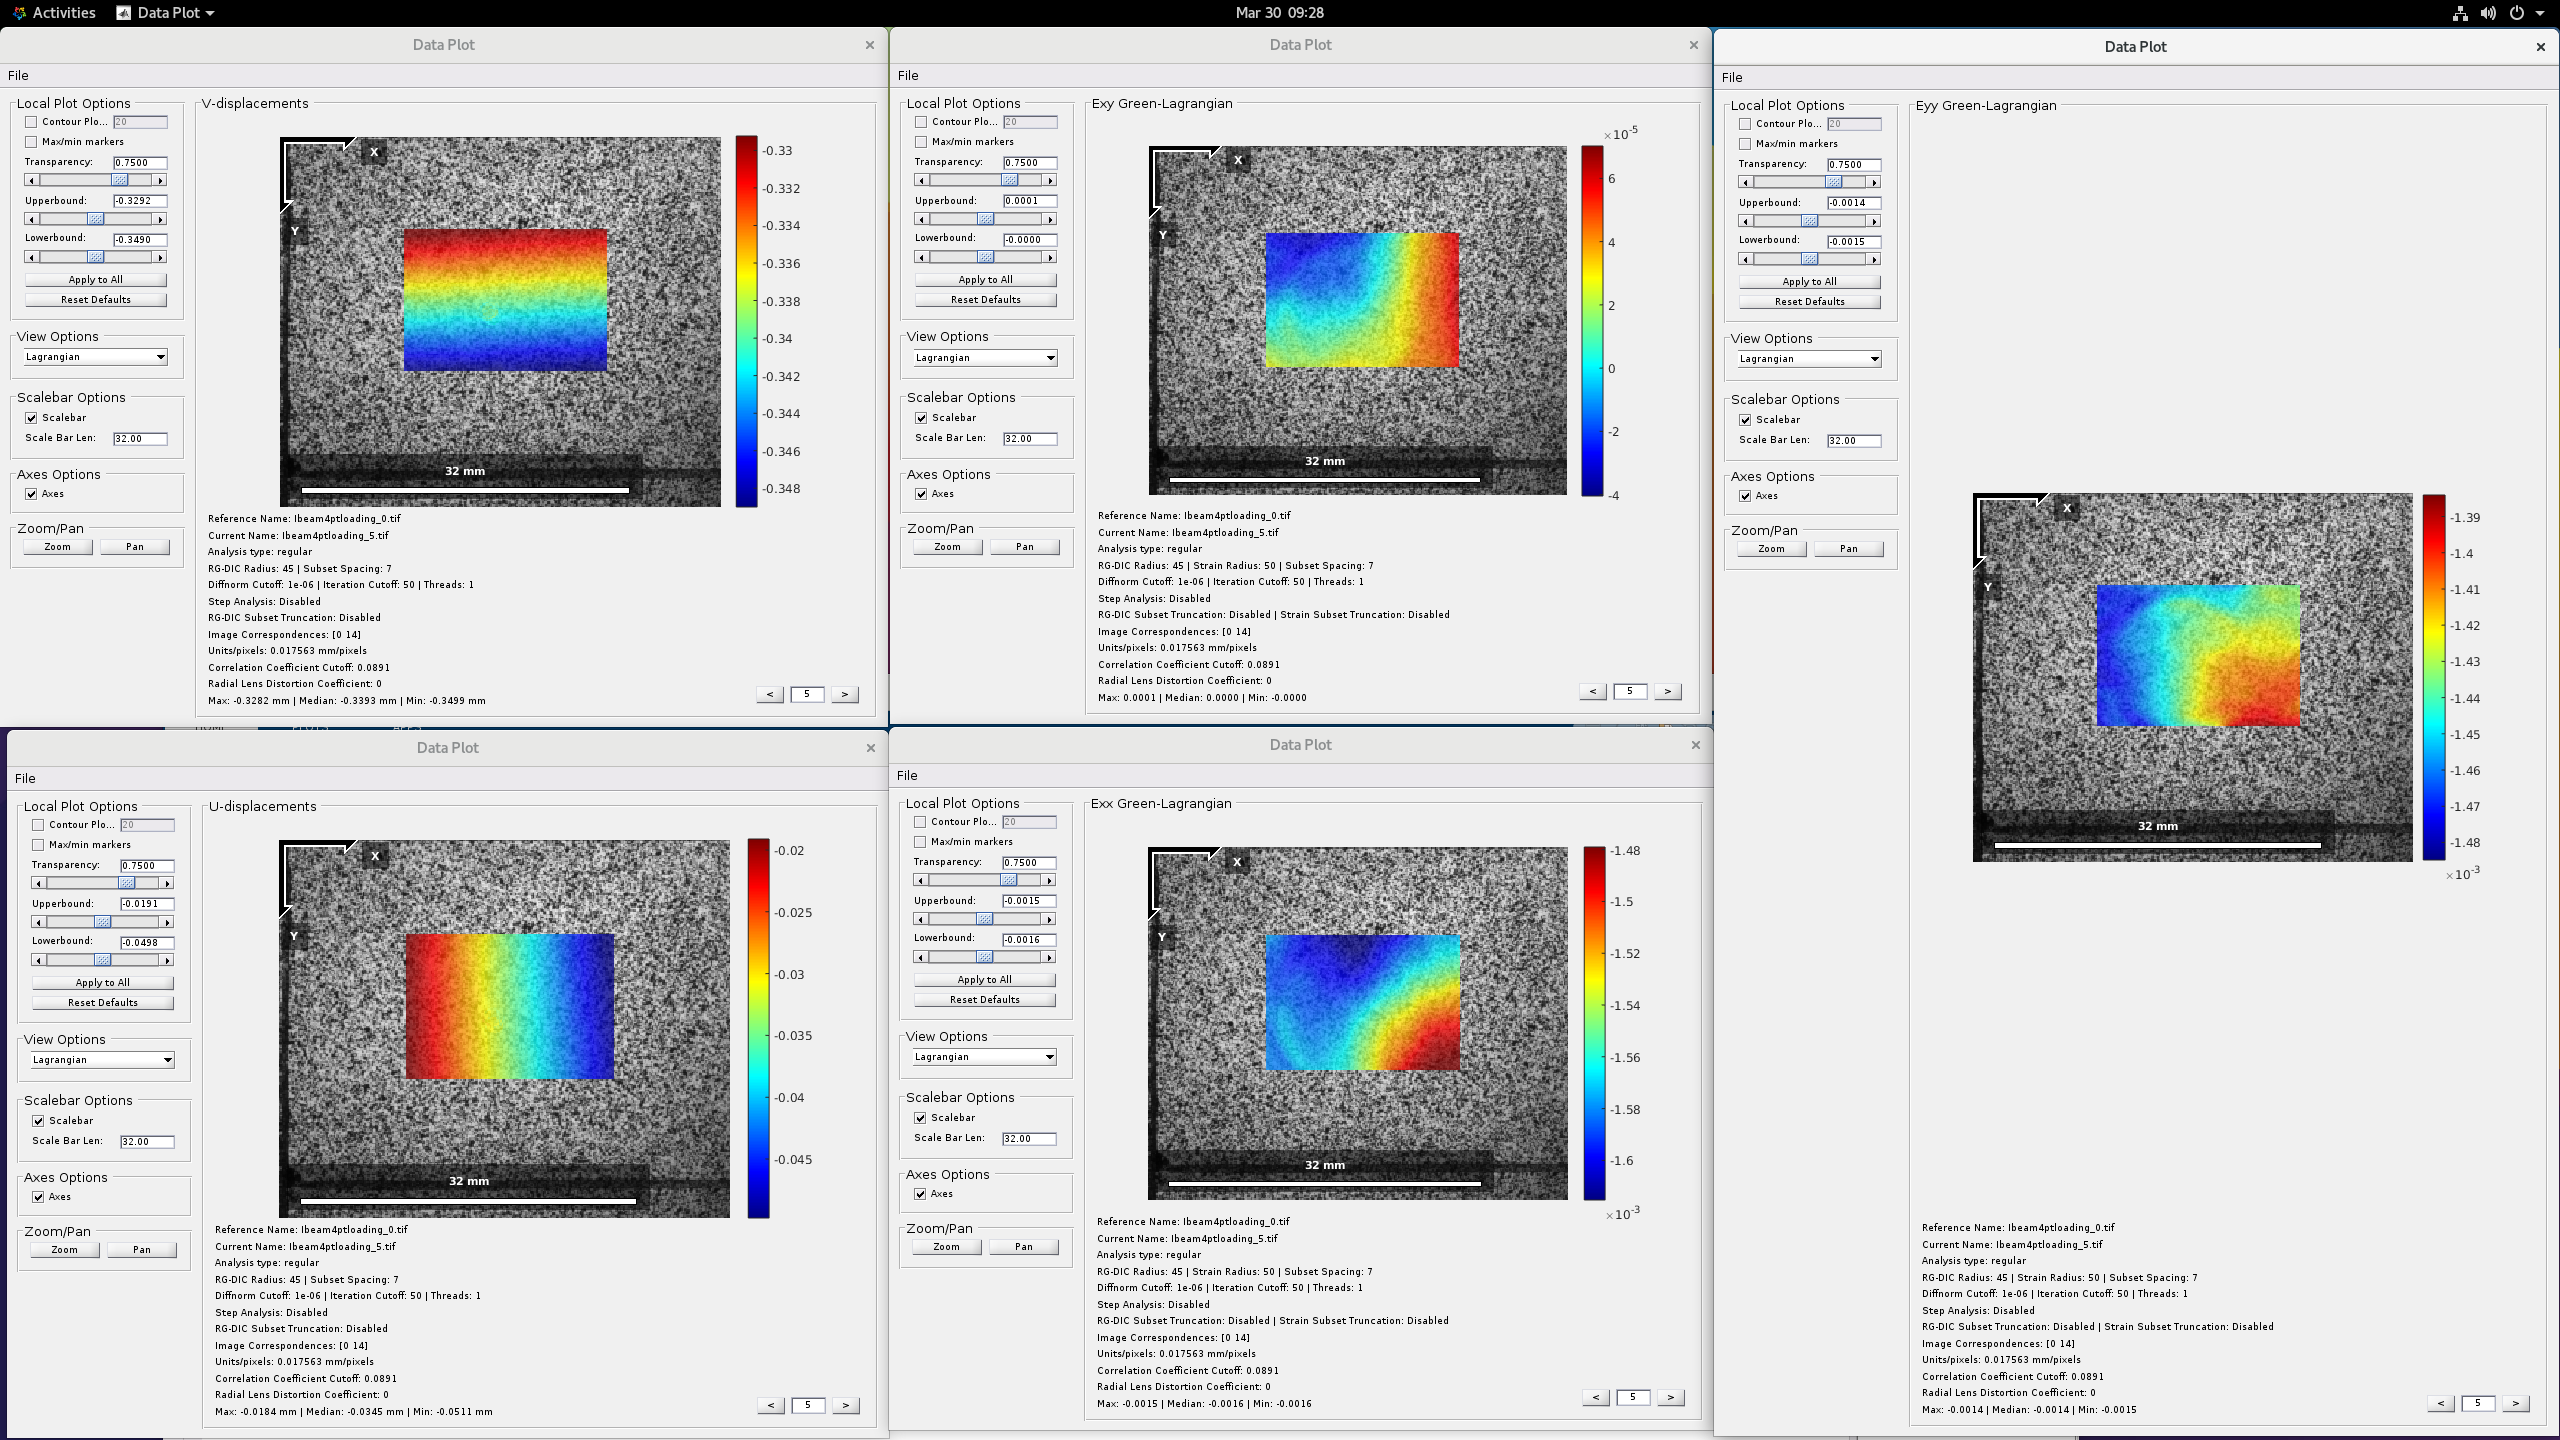 Activities
Data Plot
Mar 30 09:28
Data Plot
File
Local Plot Options
Contour Plo...
20
Max/min markers
Transparency:
0.7500
Upperbound:
-0.3292
Lowerbound:
-0.3490
Apply to All
Reset Defaults
View Options
Lagrangian
Scalebar Options
Scalebar
Scale Bar Len:
32.00
Axes Options
Axes
Zoom/Pan
Zoom
Pan
V-displacements
X
Y
32 mm
-0.33
-0.332
-0.334
-0.336
-0.338
-0.34
-0.342
-0.344
-0.346
-0.348
Reference Name: Ibeam4ptloading_0.tif
Current Name: Ibeam4ptloading_5.tif
Analysis type: regular
RG-DIC Radius: 45 | Subset Spacing: 7
Diffnorm Cutoff: 1e-06 | Iteration Cutoff: 50 | Threads: 1
Step Analysis: Disabled
RG-DIC Subset Truncation: Disabled
Image Correspondences: [0 14]
Units/pixels: 0.017563 mm/pixels
Correlation Coefficient Cutoff: 0.0891
Radial Lens Distortion Coefficient: 0
Max: -0.3282 mm | Median: -0.3393 mm | Min: -0.3499 mm
<
5
>
Data Plot
File
Local Plot Options
Contour Plo...
20
Max/min markers
Transparency:
0.7500
Upperbound:
0.0001
Lowerbound:
-0.0000
Apply to All
Reset Defaults
View Options
Lagrangian
Scalebar Options
Scalebar
Scale Bar Len:
32.00
Axes Options
Axes
Zoom/Pan
Zoom
Pan
Exy Green-Lagrangian
X
Y
32 mm
×10-5
6
4
2
0
-2
-4
Reference Name: Ibeam4ptloading_0.tif
Current Name: Ibeam4ptloading_5.tif
Analysis type: regular
RG-DIC Radius: 45 | Strain Radius: 50 | Subset Spacing: 7
Diffnorm Cutoff: 1e-06 | Iteration Cutoff: 50 | Threads: 1
Step Analysis: Disabled
RG-DIC Subset Truncation: Disabled | Strain Subset Truncation: Disabled
Image Correspondences: [0 14]
Units/pixels: 0.017563 mm/pixels
Correlation Coefficient Cutoff: 0.0891
Radial Lens Distortion Coefficient: 0
Max: 0.0001 | Median: 0.0000 | Min: -0.0000
<
5
>
Data Plot
File
Local Plot Options
Contour Plo...
20
Max/min markers
Transparency:
0.7500
Upperbound:
-0.0014
Lowerbound:
-0.0015
Apply to All
Reset Defaults
View Options
Lagrangian
Scalebar Options
Scalebar
Scale Bar Len:
32.00
Axes Options
Axes
Zoom/Pan
Zoom
Pan
Eyy Green-Lagrangian
X
Y
32 mm
-1.39
-1.4
-1.41
-1.42
-1.43
-1.44
-1.45
-1.46
-1.47
-1.48
×10-3
Reference Name: Ibeam4ptloading_0.tif
Current Name: Ibeam4ptloading_5.tif
Analysis type: regular
RG-DIC Radius: 45 | Strain Radius: 50 | Subset Spacing: 7
Diffnorm Cutoff: 1e-06 | Iteration Cutoff: 50 | Threads: 1
Step Analysis: Disabled
RG-DIC Subset Truncation: Disabled | Strain Subset Truncation: Disabled
Image Correspondences: [0 14]
Units/pixels: 0.017563 mm/pixels
Correlation Coefficient Cutoff: 0.0891
Radial Lens Distortion Coefficient: 0
Max: -0.0014 | Median: -0.0014 | Min: -0.0015
<
5
>
Data Plot
File
Local Plot Options
Contour Plo...
20
Max/min markers
Transparency:
0.7500
Upperbound:
-0.0191
Lowerbound:
-0.0498
Apply to All
Reset Defaults
View Options
Lagrangian
Scalebar Options
Scalebar
Scale Bar Len:
32.00
Axes Options
Axes
Zoom/Pan
Zoom
Pan
U-displacements
X
Y
32 mm
-0.02
-0.025
-0.03
-0.035
-0.04
-0.045
Reference Name: Ibeam4ptloading_0.tif
Current Name: Ibeam4ptloading_5.tif
Analysis type: regular
RG-DIC Radius: 45 | Subset Spacing: 7
Diffnorm Cutoff: 1e-06 | Iteration Cutoff: 50 | Threads: 1
Step Analysis: Disabled
RG-DIC Subset Truncation: Disabled
Image Correspondences: [0 14]
Units/pixels: 0.017563 mm/pixels
Correlation Coefficient Cutoff: 0.0891
Radial Lens Distortion Coefficient: 0
Max: -0.0184 mm | Median: -0.0345 mm | Min: -0.0511 mm
<
5
>
Data Plot
File
Local Plot Options
Contour Plo...
20
Max/min markers
Transparency:
0.7500
Upperbound:
-0.0015
Lowerbound:
-0.0016
Apply to All
Reset Defaults
View Options
Lagrangian
Scalebar Options
Scalebar
Scale Bar Len:
32.00
Axes Options
Axes
Zoom/Pan
Zoom
Pan
Exx Green-Lagrangian
X
Y
32 mm
-1.48
-1.5
-1.52
-1.54
-1.56
-1.58
-1.6
×10-3
Reference Name: Ibeam4ptloading_0.tif
Current Name: Ibeam4ptloading_5.tif
Analysis type: regular
RG-DIC Radius: 45 | Strain Radius: 50 | Subset Spacing: 7
Diffnorm Cutoff: 1e-06 | Iteration Cutoff: 50 | Threads: 1
Step Analysis: Disabled
RG-DIC Subset Truncation: Disabled | Strain Subset Truncation: Disabled
Image Correspondences: [0 14]
Units/pixels: 0.017563 mm/pixels
Correlation Coefficient Cutoff: 0.0891
Radial Lens Distortion Coefficient: 0
Max: -0.0015 | Median: -0.0016 | Min: -0.0016
<
5
>